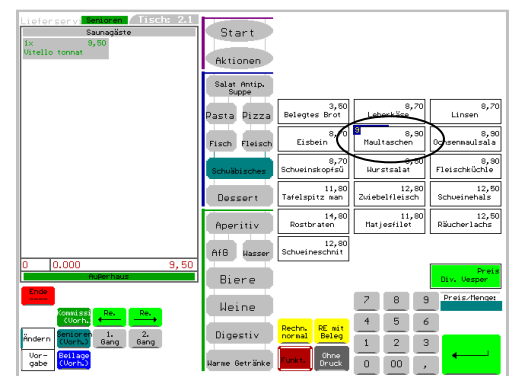 Lieferserv Senioren Tisch: 2.1
Saunagäste
1x 9,50
Vitello tonnat
0 0.000 9,50
Außerhaus
Ende
Kommissi (Vorh.) Re. Re.
Ändern Senioren (Vorh.) 1. Gang 2. Gang
Vor-gabe Beilage (Vorh.)
Start
Aktionen
Salat Antip. Suppe
Pasta Pizza
Fisch Fleisch
Schwäbisches
Dessert
Aperitiv
AfG Wasser
Biere
Weine
Digestiv
Warme Getränke
3,50 8,70 8,70
Belegtes Brot Leberkäse Linsen
8,70 8,90 8,90
Eisbein Maultaschen Ochsenmaulsala
8,70 8,80 8,90
Schweinskopfsü Wurstsalat Fleischküchle
11,80 12,80 12,50
Tafelspitz man Zwiebelfleisch Schweinehals
14,80 11,80 12,50
Rostbraten Matjesfilet Räucherlachs
12,80
Schweineschnit
Preis
Div. Vesper
Preis/Menge:
7 8 9
4 5 6
1 2 3
0 00 ,
Rechn. normal RE mit Beleg
Funkt. Ohne Druck